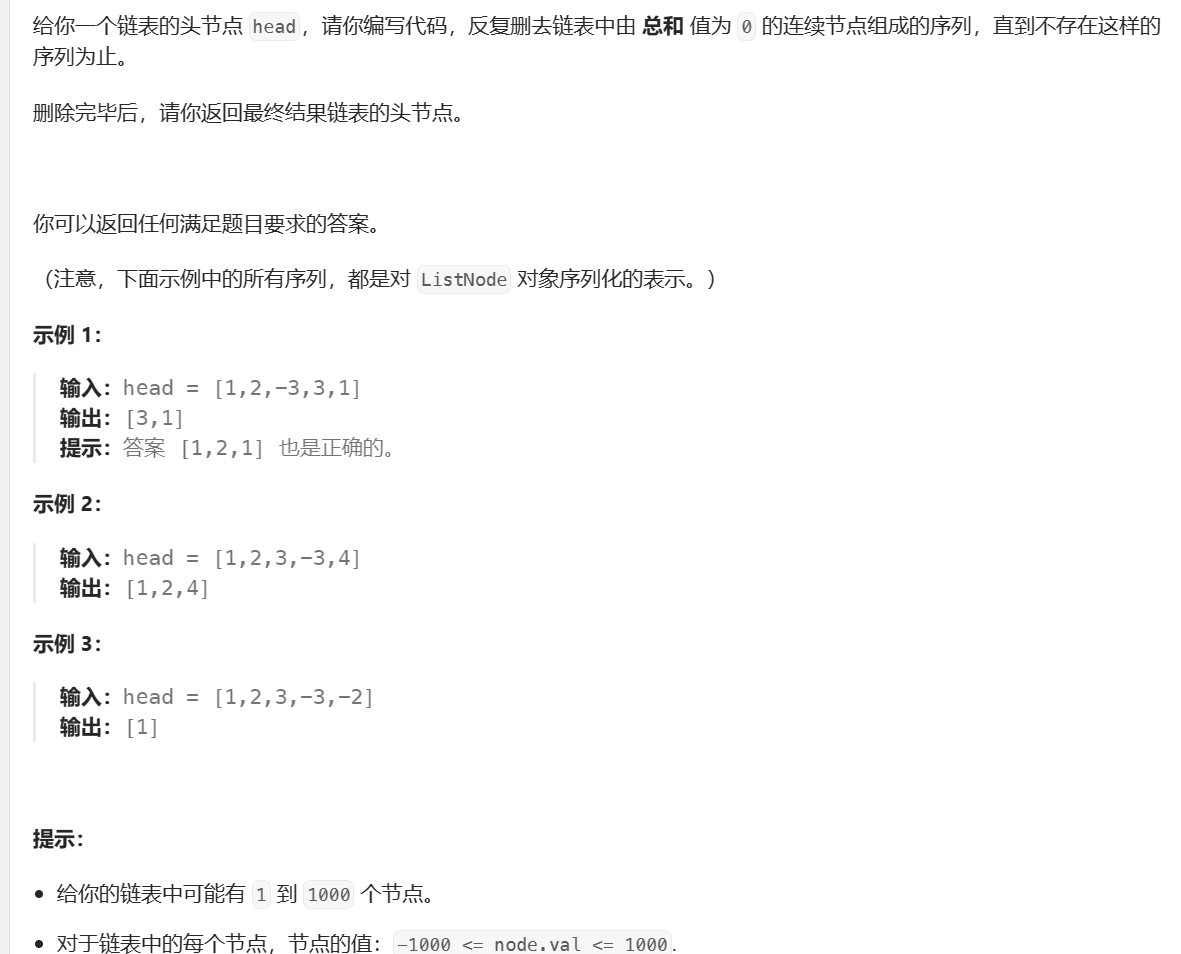 给你一个链表的头节点 head，请你编写代码，反复删去链表中由 总和 值为 0 的连续节点组成的序列，直到不存在这样的
序列为止。
删除完毕后，请你返回最终结果链表的头节点。
你可以返回任何满足题目要求的答案。
（注意，下面示例中的所有序列，都是对 ListNode 对象序列化的表示。）
示例 1：
输入：head = [1,2,-3,3,1]
输出：[3,1]
提示：答案 [1,2,1] 也是正确的。
示例 2：
输入：head = [1,2,3,-3,4]
输出：[1,2,4]
示例 3：
输入：head = [1,2,3,-3,-2]
输出：[1]
提示：
• 给你的链表中可能有 1 到 1000 个节点。
• 对于链表中的每个节点，节点的值：-1000 <= node.val <= 1000.